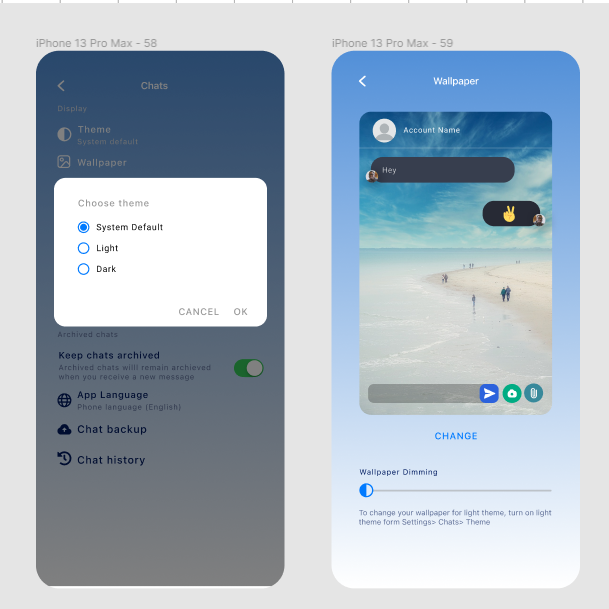 iPhone 13 Pro Max - 58
Chats
Display
Theme
System default
Wallpaper
Choose theme
System Default
Light
Dark
CANCEL OK
Archived chats
Keep chats archived
Archived chats will remain archieved
when you receive a new message
App Language
Phone language (English)
Chat backup
Chat history
iPhone 13 Pro Max - 59
Wallpaper
Account Name
Hey
CHANGE
Wallpaper Dimming
To change your wallpaper for light theme, turn on light
theme form Settings> Chats> Theme